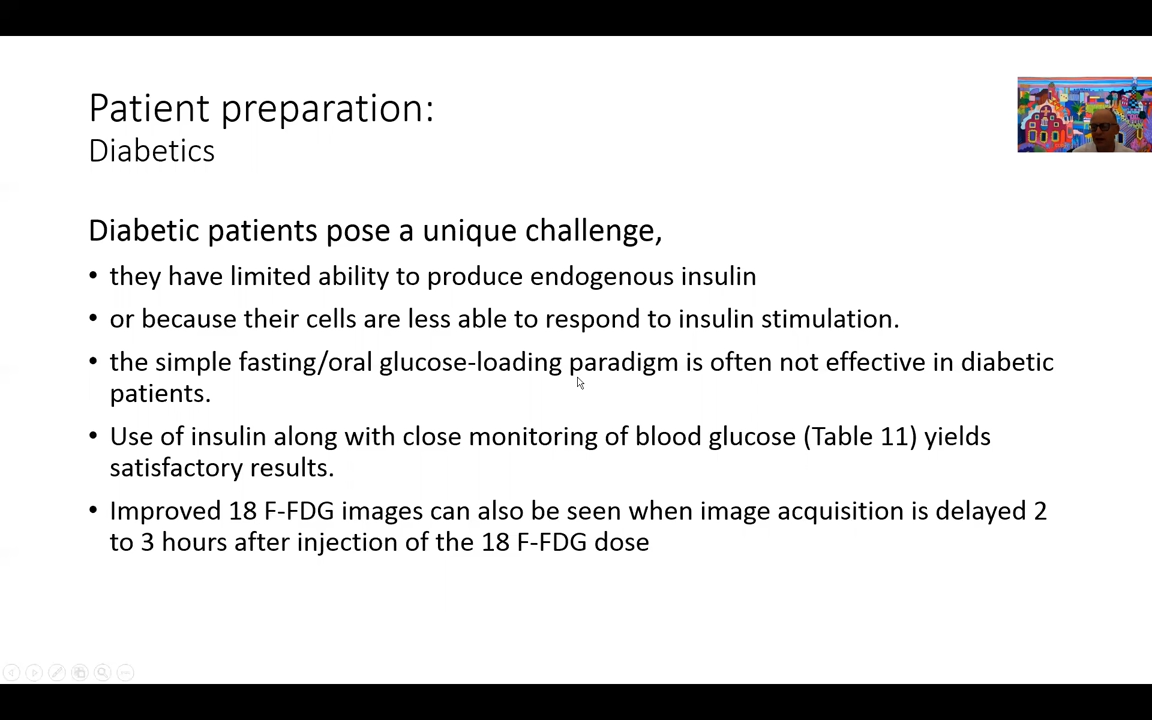 Patient preparation:
Diabetics
Diabetic patients pose a unique challenge,
• they have limited ability to produce endogenous insulin
• or because their cells are less able to respond to insulin stimulation.
• the simple fasting/oral glucose-loading paradigm is often not effective in diabetic
patients.
• Use of insulin along with close monitoring of blood glucose (Table 11) yields
satisfactory results.
• Improved 18 F-FDG images can also be seen when image acquisition is delayed 2
to 3 hours after injection of the 18 F-FDG dose